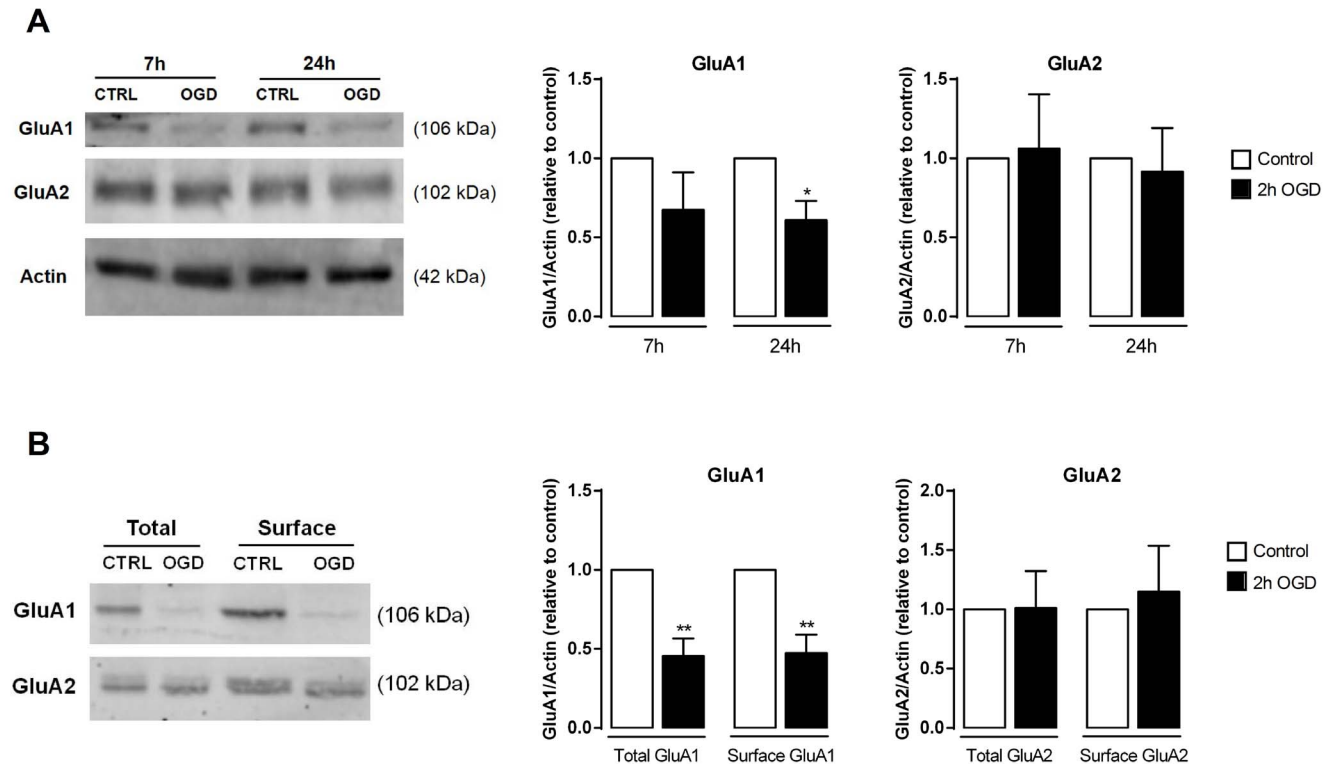 A
7h 24h
CTRL OGD CTRL OGD
GluA1 (106 kDa)
GluA2 (102 kDa)
Actin (42 kDa)
GluA1
GluA1/Actin (relative to control)
1.5
1.0
0.5
0.0
*
7h 24h
GluA2
GluA2/Actin (relative to control)
1.5
1.0
0.5
0.0
7h 24h
Control
2h OGD
B
Total Surface
CTRL OGD CTRL OGD
GluA1 (106 kDa)
GluA2 (102 kDa)
GluA1
GluA1/Actin (relative to control)
1.5
1.0
0.5
0.0
** **
Total GluA1 Surface GluA1
GluA2
GluA2/Actin (relative to control)
2.0
1.5
1.0
0.5
0.0
Total GluA2 Surface GluA2
Control
2h OGD